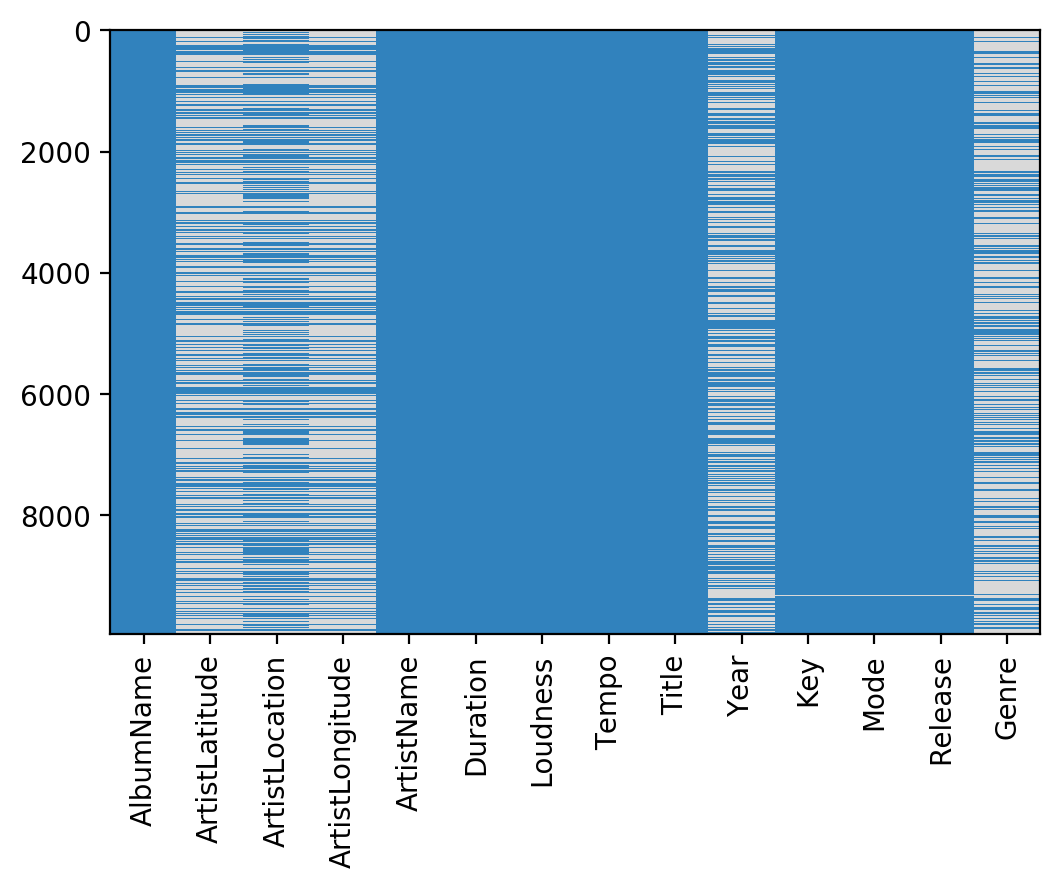 0
2000
4000
6000
8000
AlbumName
ArtistLatitude
ArtistLocation
ArtistLongitude
ArtistName
Duration
Loudness
Tempo
Title
Year
Key
Mode
Release
Genre